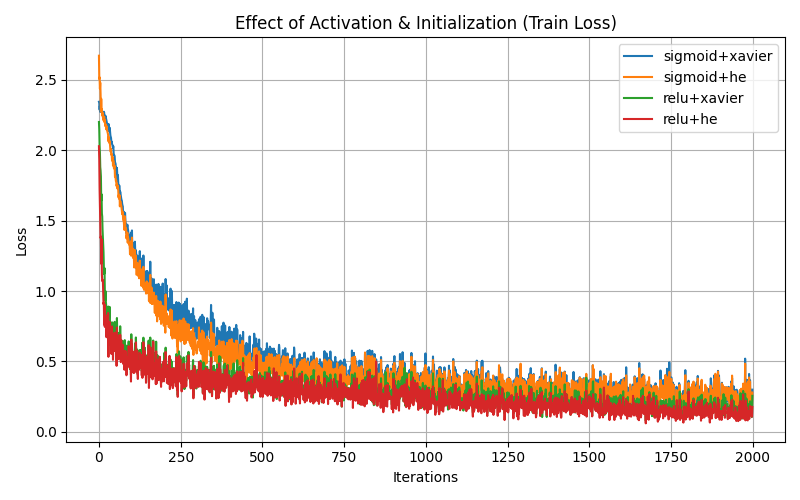 Effect of Activation & Initialization (Train Loss)
sigmoid+xavier
sigmoid+he
relu+xavier
relu+he
Loss
2.5
2.0
1.5
1.0
0.5
0.0
0 250 500 750 1000 1250 1500 1750 2000
Iterations